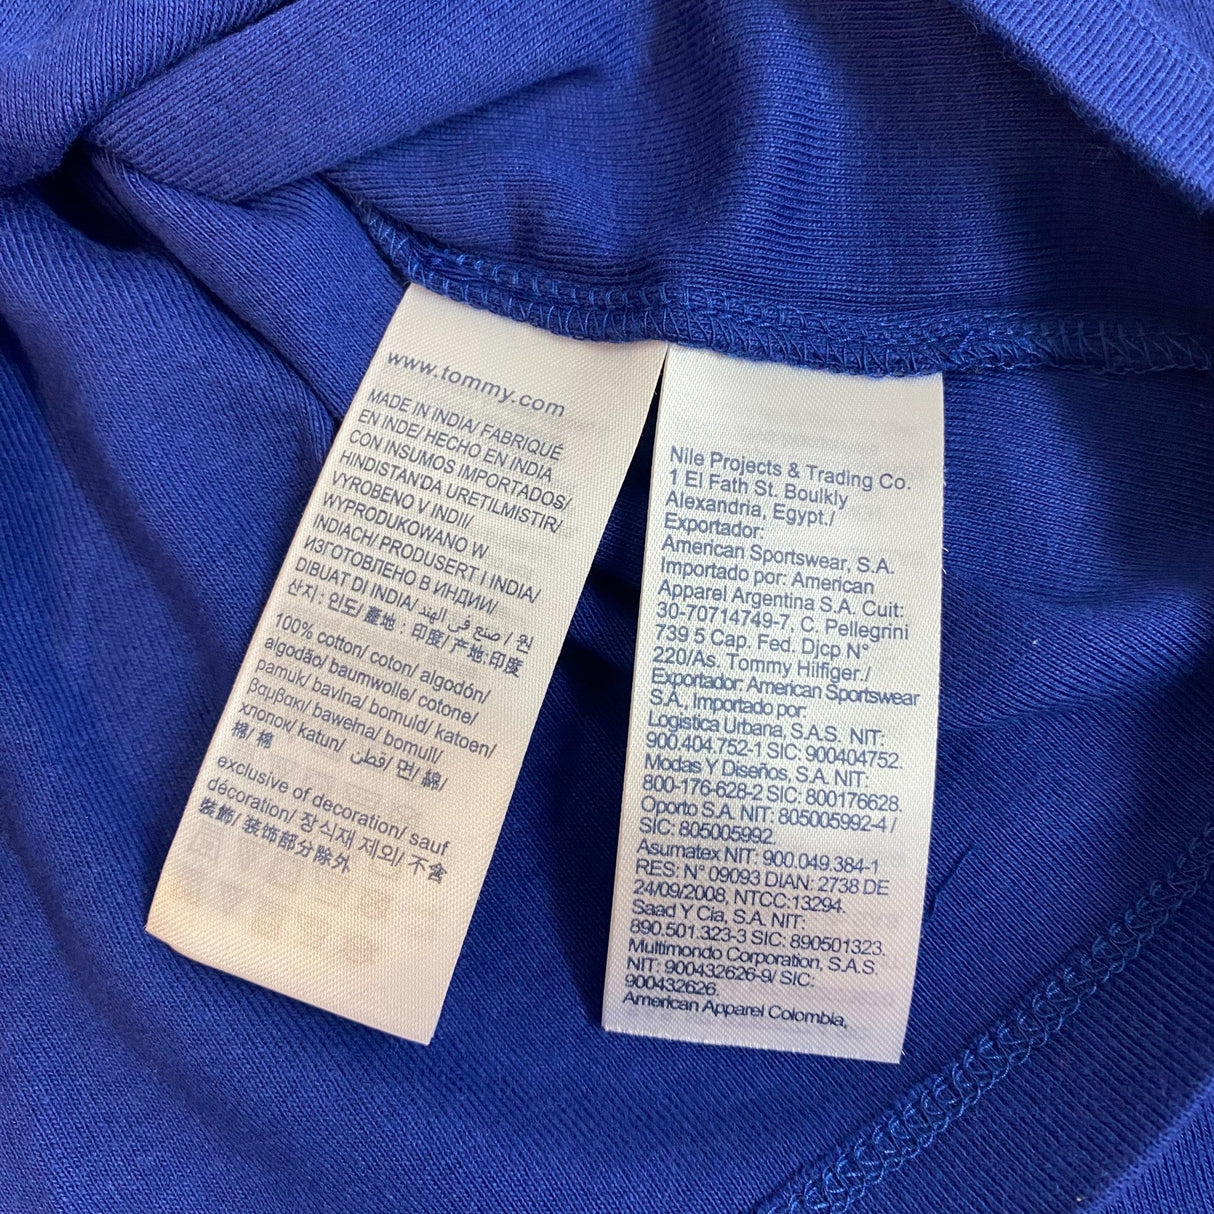 www.tommy.com
MADE IN INDIA/ FABRIQUÉ
EN INDE/ HECHO EN INDIA
CON INSUMOS IMPORTADOS/
HINDISTAN'DA URETILMISTIR/
VYROBENO V INDII/
WYPRODUKOWANO W
INDIACH/ PRODUSERT I INDIA/
ИЗГОТОВЛЕНО В ИНДИИ/
DIBUAT DI INDIA/ صنع في الهند / 원
산지 : 인도/ 產地 : 印度/ 产地:印度
100% cotton/ coton/ algodón/
algodão/ baumwolle/ cotone/
pamuk/ bavlna/ bomuld/ katoen/
βαμβακι/ bawełna/ bomull/
хлопок/ katun/ قطن/ 면/ 綿/
棉/ 棉
exclusive of decoration/ sauf
décoration/ 장식재 제외/ 不含
裝飾/ 装饰部分除外
Nile Projects & Trading Co.
1 El Fath St. Boulkly
Alexandria, Egypt./
Exportador:
American Sportswear, S.A.
Importado por: American
Apparel Argentina S.A. Cuit:
30-70714749-7, C. Pellegrini
739 5 Cap. Fed. Djcp N°
220/As. Tommy Hilfiger./
Exportador: American Sportswear
S.A., Importado por:
Logistica Urbana, S.A.S. NIT:
900.404.752-1 SIC: 900404752.
Modas Y Diseños, S.A. NIT:
800-176-628-2 SIC: 800176628.
Oporto S.A. NIT: 805005992-4 /
SIC: 805005992.
Asumatex NIT: 900.049.384-1
RES: N° 09093 DIAN: 2738 DE
24/09/2008, NTCC:13294.
Saad Y Cia, S.A. NIT:
890.501.323-3 SIC: 890501323.
Multimondo Corporation, S.A.S.
NIT: 900432626-9/ SIC:
900432626.
American Apparel Colombia,